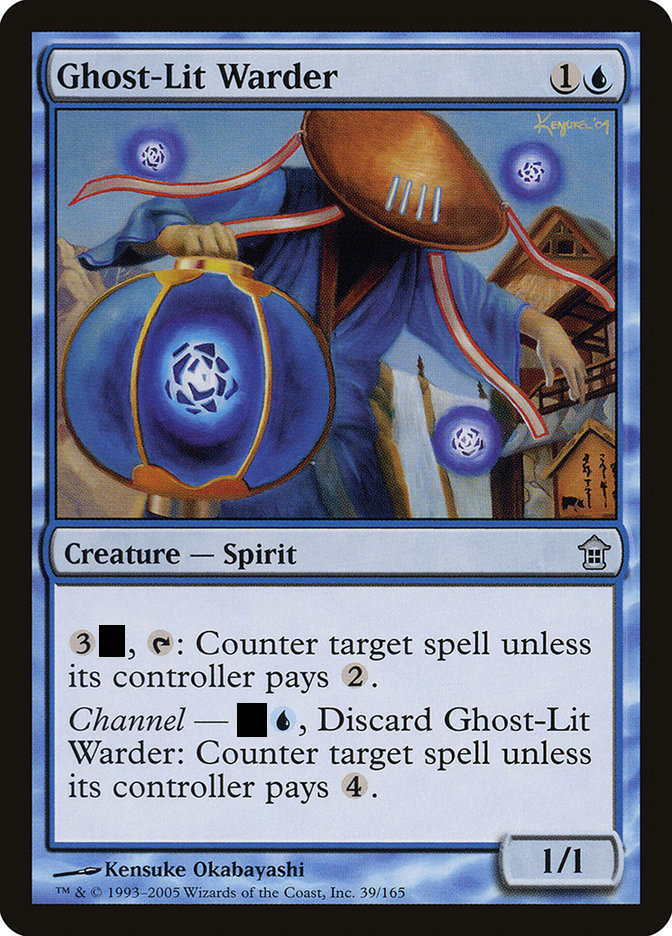 Ghost-Lit Warder 1
KENSUKE '04
Creature — Spirit
3 , : Counter target spell unless
its controller pays 2.
Channel — , Discard Ghost-Lit
Warder: Counter target spell unless
its controller pays 4.
1/1
Kensuke Okabayashi
™ & © 1993–2005 Wizards of the Coast, Inc. 39/165